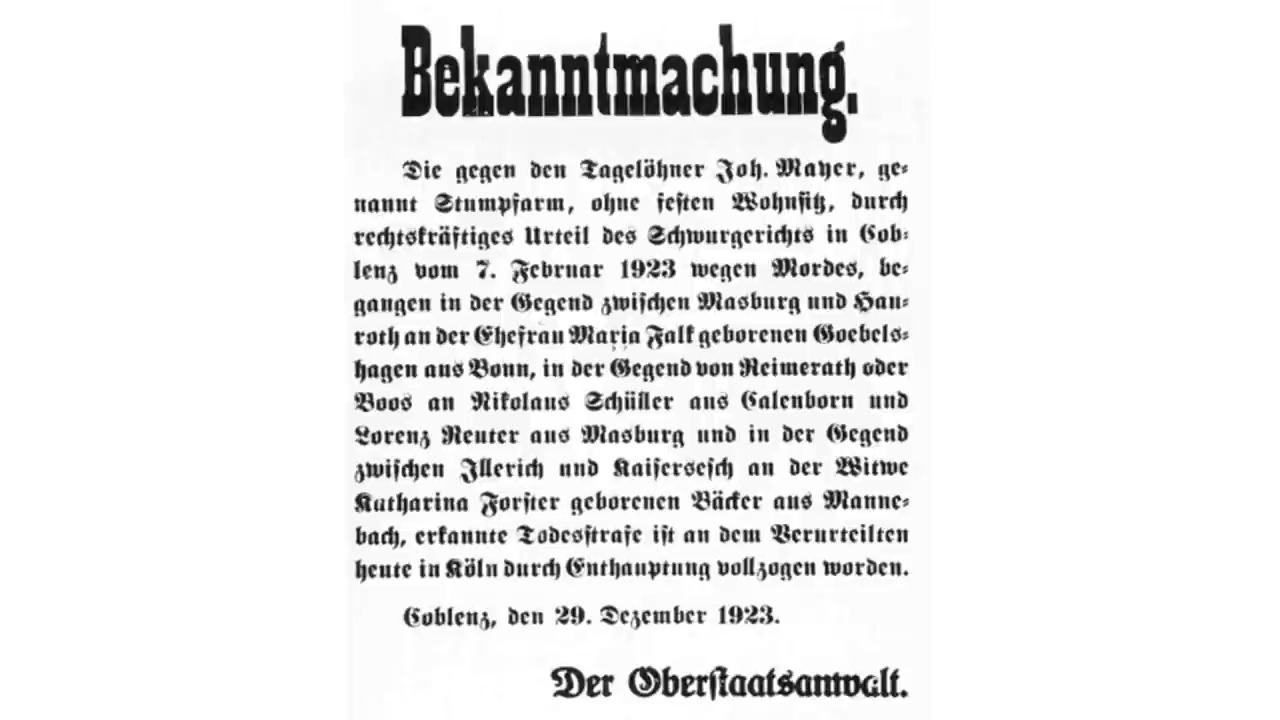 Bekanntmachung.
Die gegen den Tagelöhner Joh. Mayer, ge-
nannt Stumpfarm, ohne festen Wohnsitz, durch
rechtskräftiges Urteil des Schwurgerichts in Cob-
lenz vom 7. Februar 1923 wegen Mordes, be-
gangen in der Gegend zwischen Masburg und Hau-
roth an der Ehefrau Maria Falk geborenen Goebels-
hagen aus Bonn, in der Gegend von Reimerath oder
Boos an Nikolaus Schüller aus Calenborn und
Lorenz Reuter aus Masburg und in der Gegend
zwischen Illerich und Kaisersesch an der Witwe
Katharina Forster geborenen Bäcker aus Manne-
bach, erkannte Todesstrafe ist an dem Verurteilten
heute in Köln durch Enthauptung vollzogen worden.
Coblenz, den 29. Dezember 1923.
Der Oberstaatsanwalt.